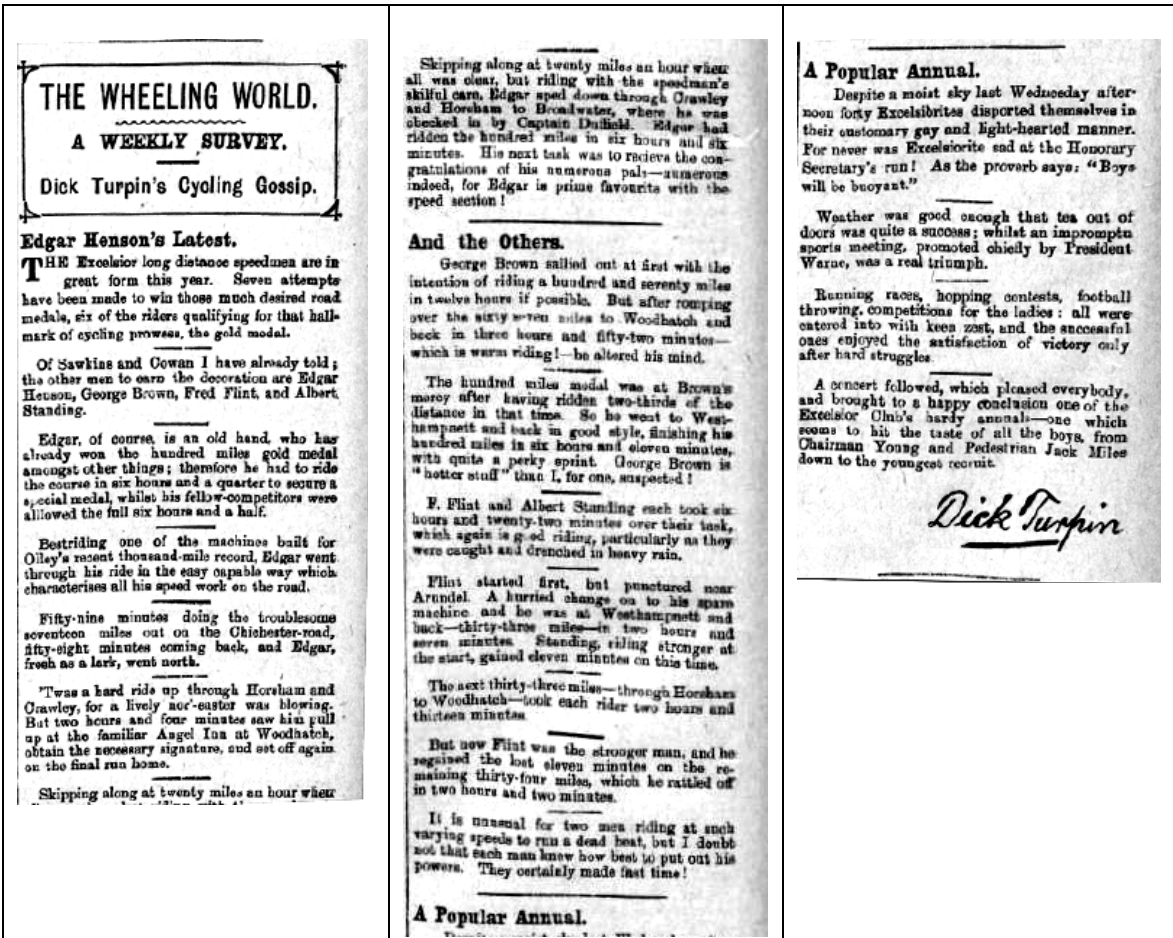 THE WHEELING WORLD.
A WEEKLY SURVEY.
Dick Turpin's Cycling Gossip.
Edgar Henson's Latest.
THE Excelsior long distance speedmen are in
great form this year. Seven attempts
have been made to win those much desired road
medals, six of the riders qualifying for that hall-
mark of cycling prowess, the gold medal.
Of Sawkins and Cowan I have already told;
the other men to earn the decoration are Edgar
Henson, George Brown, Fred Flint, and Albert
Standing.
Edgar, of course, is an old hand, who has
already won the hundred miles gold medal
amongst other things; therefore he had to ride
the course in six hours and a quarter to secure a
special medal, whilst his fellow-competitors were
alllowed the full six hours and a half.
Bestriding one of the machines built for
Olley's recent thousand-mile record, Edgar went
through his ride in the easy capable way which
characterises all his speed work on the road.
Fifty-nine minutes doing the troublesome
seventeen miles out on the Chichester-road,
fifty-eight minutes coming back, and Edgar,
fresh as a lark, went north.
'Twas a hard ride up through Horsham and
Crawley, for a lively nor'-easter was blowing.
But two hours and four minutes saw him pull
up at the familiar Angel Inn at Woodhatch,
obtain the necessary signature, and set off again
on the final run home.
Skipping along at twenty miles an hour when
Skipping along at twenty miles an hour when
all was clear, but riding with the speedman's
skilful care, Edgar sped down through Crawley
and Horsham to Broadwater, where he was
checked in by Captain Duffield. Edgar had
ridden the hundred miles in six hours and six
minutes. His next task was to recieve the con-
gratulations of his numerous pals—numerous
indeed, for Edgar is prime favourite with the
speed section!
And the Others.
George Brown sallied out at first with the
intention of riding a hundred and seventy miles
in twelve hours if possible. But after romping
over the sixty seven miles to Woodhatch and
back in three hours and fifty-two minutes—
which is warm riding!—he altered his mind.
The hundred miles medal was at Brown's
mercy after having ridden two-thirds of the
distance in that time. So he went to West-
hampnett and back in good style, finishing his
hundred miles in six hours and eleven minutes,
with quite a perky sprint. George Brown is
"hotter stuff" than I, for one, suspected!
F. Flint and Albert Standing each took six
hours and twenty-two minutes over their task,
which again is good riding, particularly as they
were caught and drenched in heavy rain.
Flint started first, but punctured near
Arundel. A hurried change on to his spare
machine and he was at Westhampnett and
back—thirty-three miles—in two hours and
seven minutes. Standing, riding stronger at
the start, gained eleven minutes on this time.
The next thirty-three miles—through Horsham
to Woodhatch—took each rider two hours and
thirteen minutes
But now Flint was the stronger man, and he
regained the lost eleven minutes on the re-
maining thirty-four miles, which he rattled off
in two hours and two minutes.
It is unusual for two men riding at such
varying speeds to run a dead heat, but I doubt
not that each man knew how best to put out his
powers. They certainly made fast time!
A Popular Annual.
A Popular Annual.
Despite a moist sky last Wednesday after-
noon forty Excelsiorites disported themselves in
their customary gay and light-hearted manner.
For never was Excelsiorite sad at the Honorary
Secretary's run! As the proverb says: "Boys
will be buoyant."
Weather was good enough that tea out of
doors was quite a success; whilst an impromptu
sports meeting, promoted chiefly by President
Warne, was a real triumph.
Running races, hopping contests, football
throwing, competitions for the ladies: all were
entered into with keen zest, and the successful
ones enjoyed the satisfaction of victory only
after hard struggles.
A concert followed, which pleased everybody,
and brought to a happy conclusion one of the
Excelsior Club's hardy annuals—one which
seems to hit the taste of all the boys, from
Chairman Young and Pedestrian Jack Miles
down to the youngest recruit.
Dick Turpin